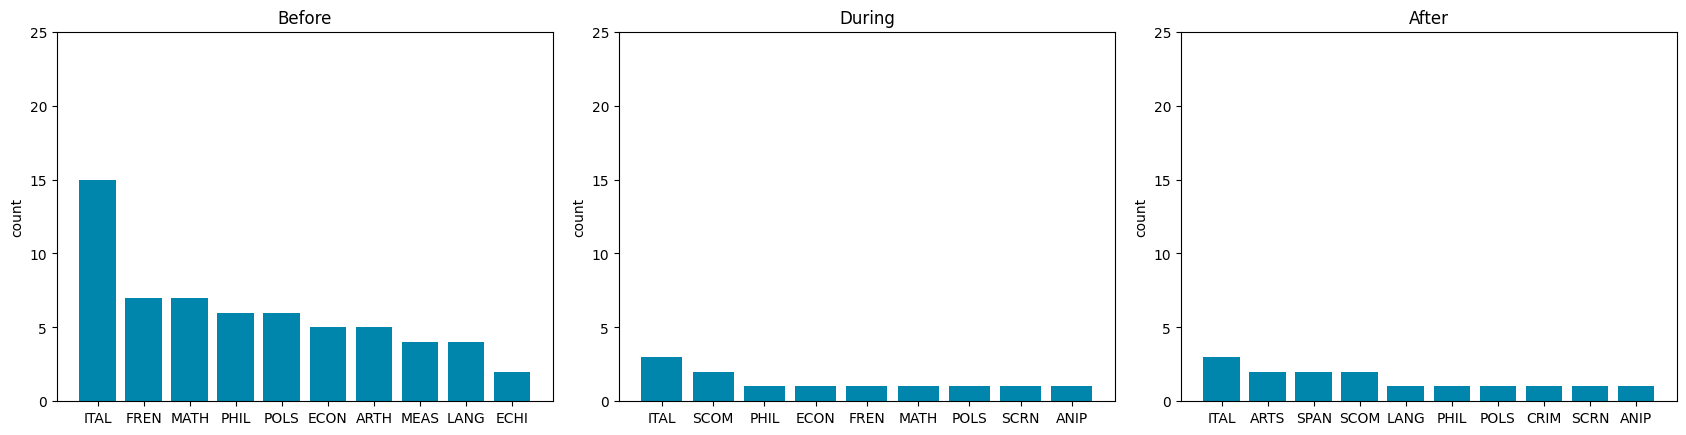 Before
25
20
15
10
5
0
count
ITAL FREN MATH PHIL POLS ECON ARTH MEAS LANG ECHI
During
25
20
15
10
5
0
count
ITAL SCOM PHIL ECON FREN MATH POLS SCRN ANIP
After
25
20
15
10
5
0
count
ITAL ARTS SPAN SCOM LANG PHIL POLS CRIM SCRN ANIP